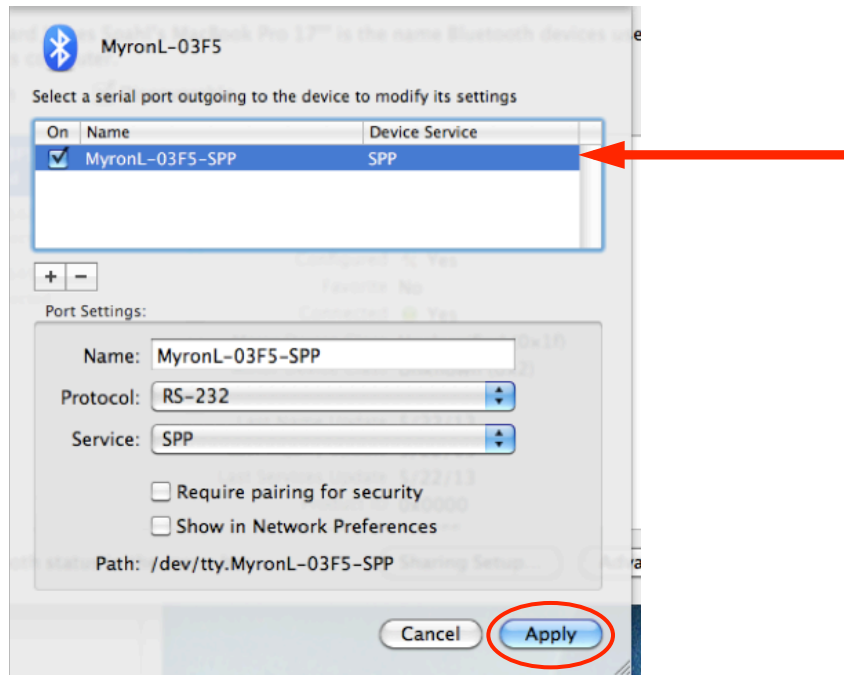 MyronL-03F5
Select a serial port outgoing to the device to modify its settings
On Name Device Service
MyronL-03F5-SPP SPP
+ −
Port Settings:
Name: MyronL-03F5-SPP
Protocol: RS-232
Service: SPP
Require pairing for security
Show in Network Preferences
Path: /dev/tty.MyronL-03F5-SPP
Cancel Apply